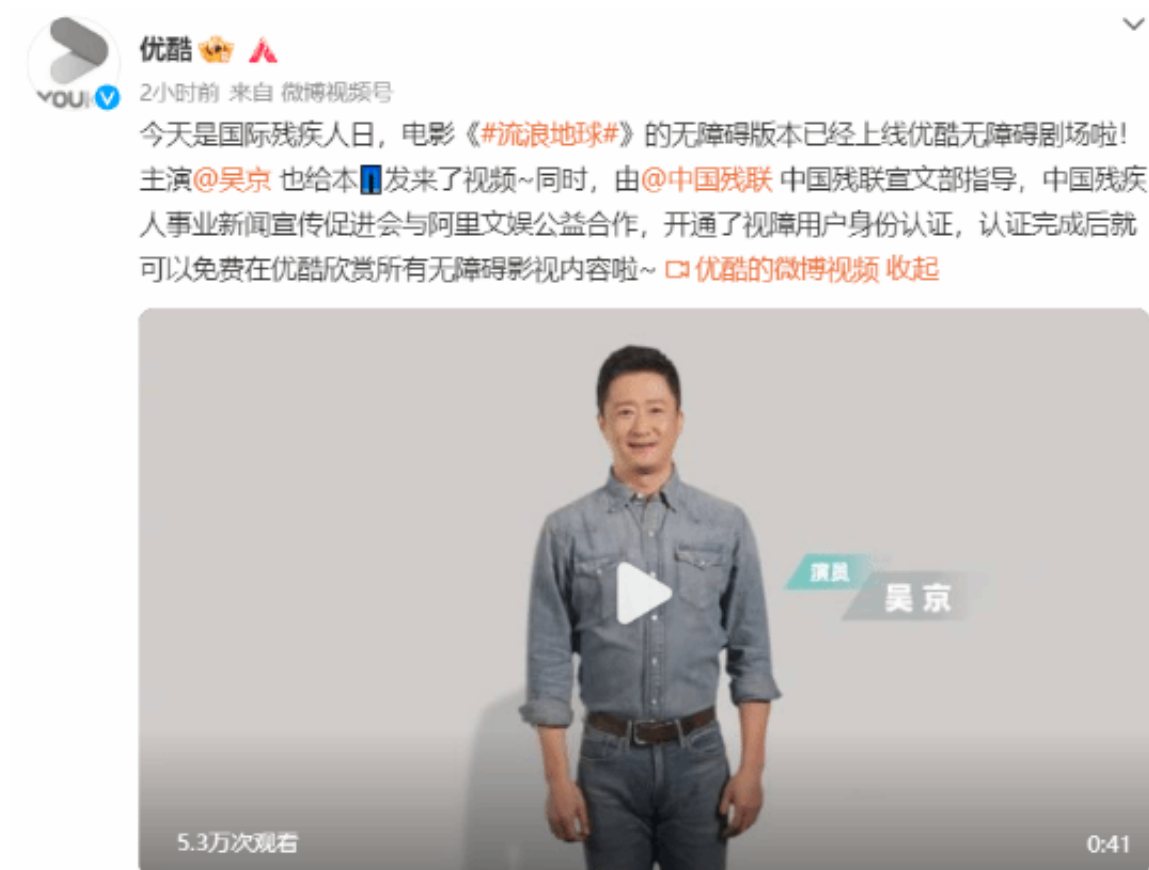 优酷
YOUKU
2小时前 来自 微博视频号
今天是国际残疾人日，电影《#流浪地球#》的无障碍版本已经上线优酷无障碍剧场啦！
主演@吴京 也给本👖发来了视频~同时，由@中国残联 中国残联宣文部指导，中国残疾
人事业新闻宣传促进会与阿里文娱公益合作，开通了视障用户身份认证，认证完成后就
可以免费在优酷欣赏所有无障碍影视内容啦~ 优酷的微博视频 收起
演员
吴京
5.3万次观看
0:41